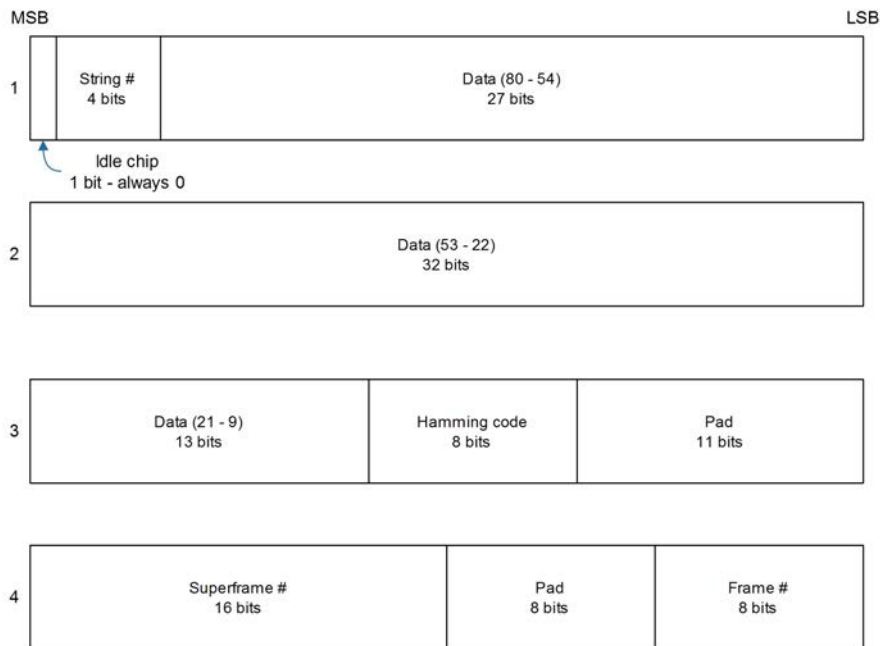 MSB
LSB
1
String #
4 bits
Data (80 - 54)
27 bits
Idle chip
1 bit - always 0
2
Data (53 - 22)
32 bits
3
Data (21 - 9)
13 bits
Hamming code
8 bits
Pad
11 bits
4
Superframe #
16 bits
Pad
8 bits
Frame #
8 bits